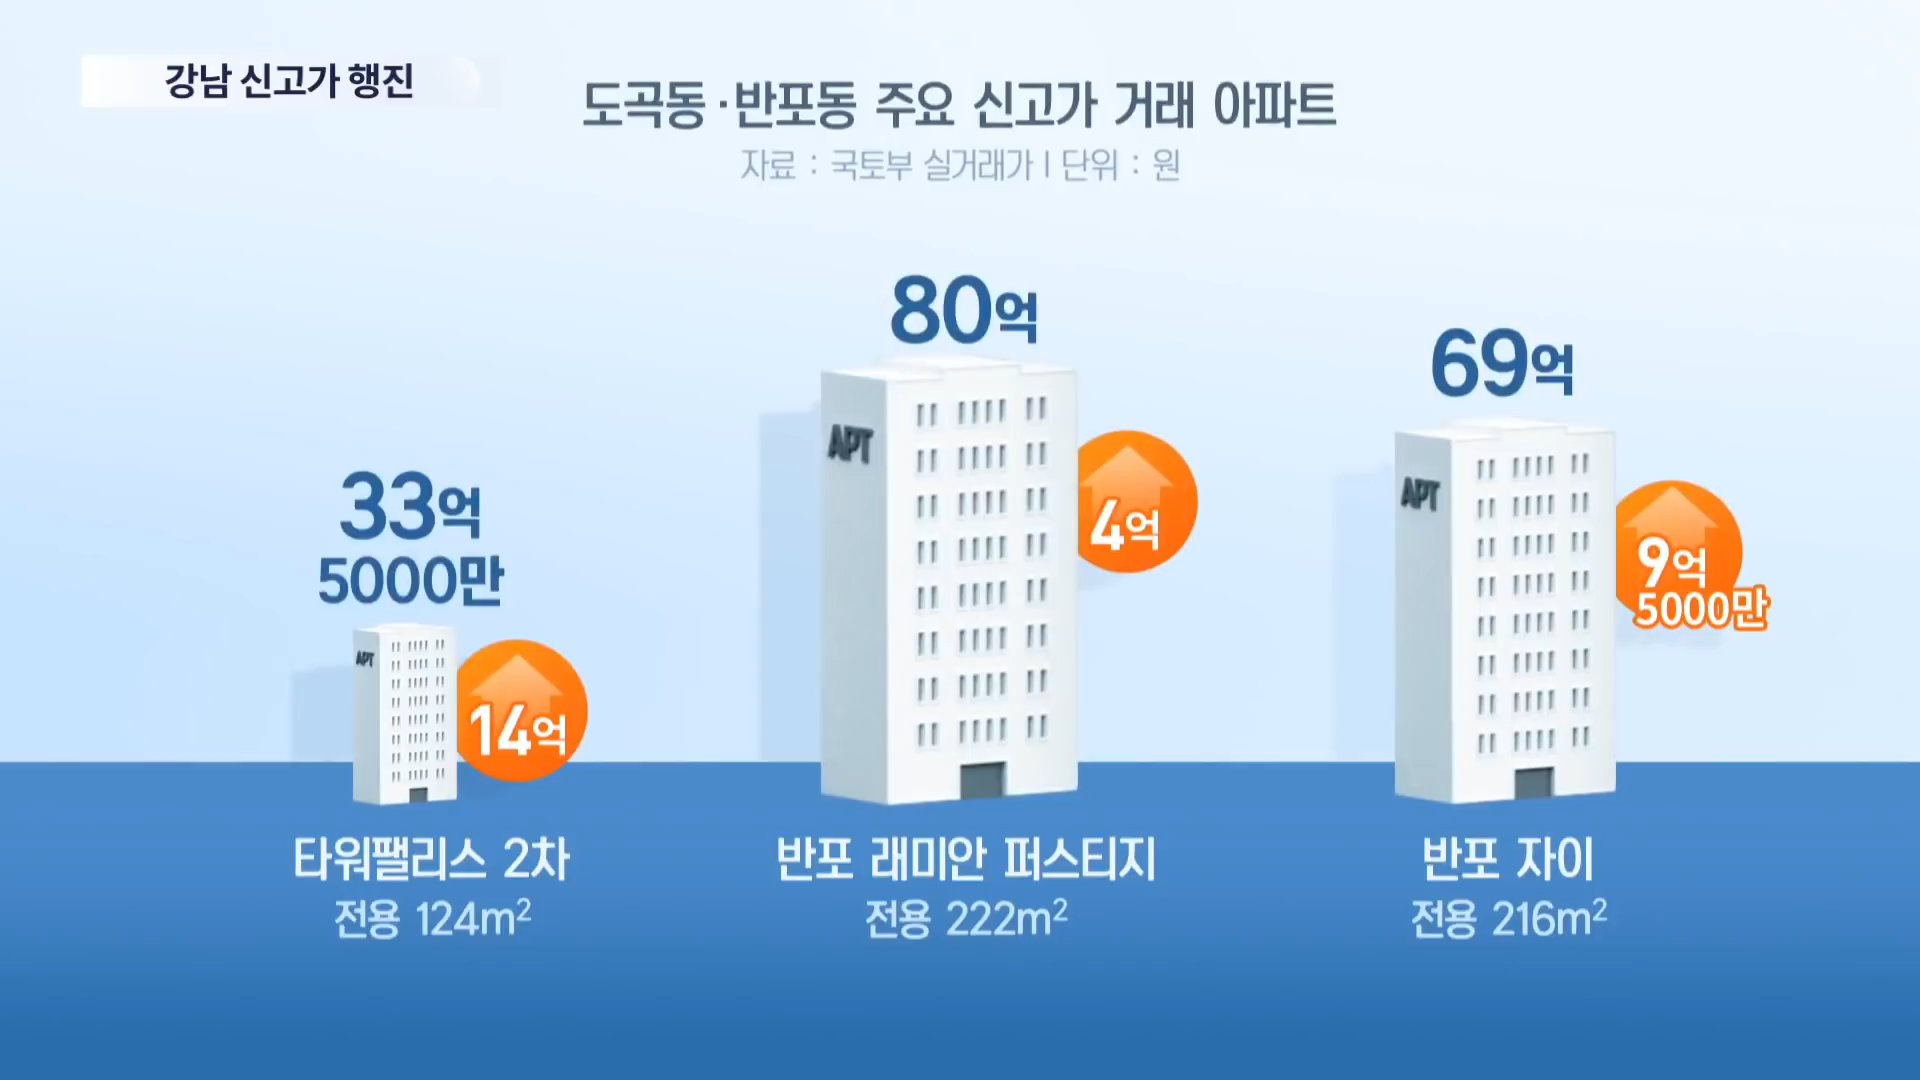 강남 신고가 행진
도곡동·반포동 주요 신고가 거래 아파트
자료 : 국토부 실거래가 | 단위 : 원
33억
5000만
APT
14억
타워팰리스 2차
전용 124m²
80억
APT
4억
반포 래미안 퍼스티지
전용 222m²
69억
APT
9억
5000만
반포 자이
전용 216m²